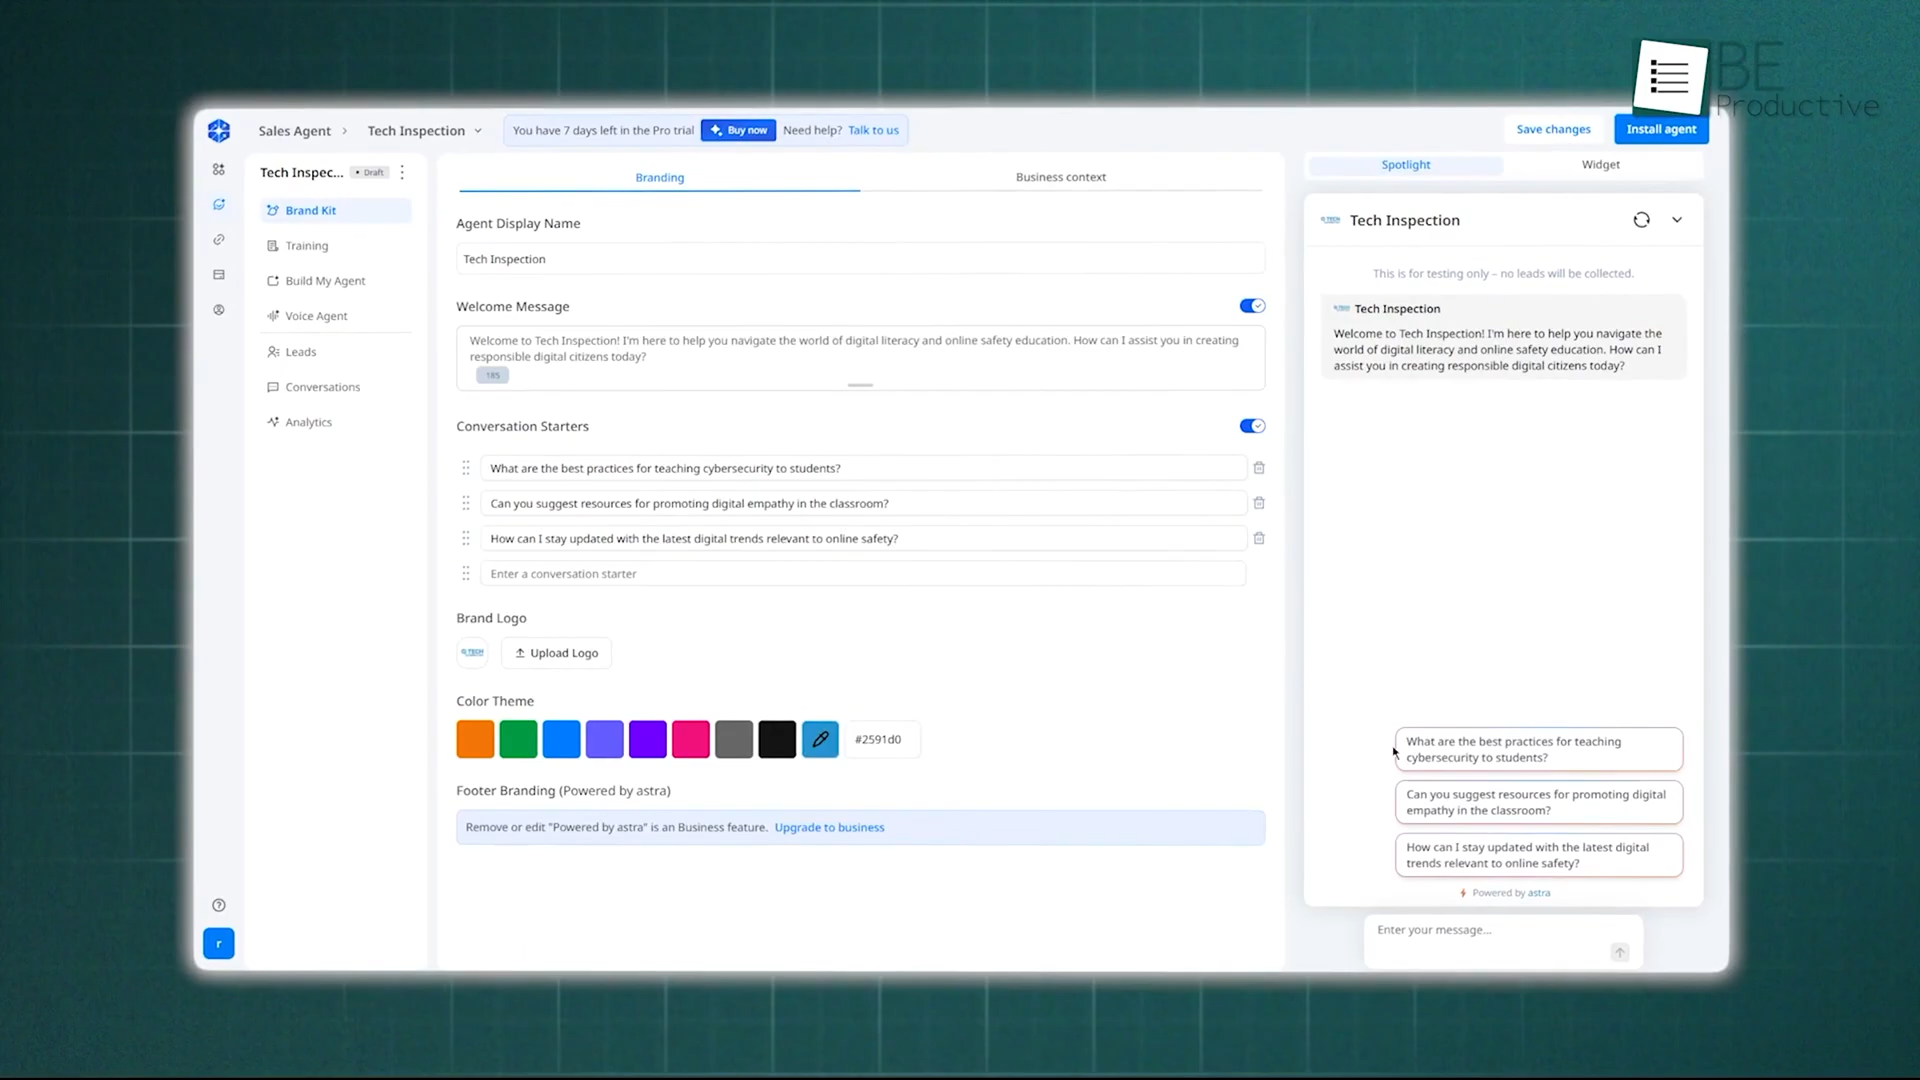 BE
Productive
Sales Agent
Tech Inspection
You have 7 days left in the Pro trial
Buy now
Need help? Talk to us
Save changes
Install agent
Tech Inspec...
• Draft
Brand Kit
Training
Build My Agent
Voice Agent
Leads
Conversations
Analytics
r
Branding
Business context
Agent Display Name
Tech Inspection
Welcome Message
Welcome to Tech Inspection! I'm here to help you navigate the world of digital literacy and online safety education. How can I assist you in creating
responsible digital citizens today?
185
Conversation Starters
What are the best practices for teaching cybersecurity to students?
Can you suggest resources for promoting digital empathy in the classroom?
How can I stay updated with the latest digital trends relevant to online safety?
Enter a conversation starter
Brand Logo
TECH
Upload Logo
Color Theme
#2591d0
Footer Branding (Powered by astra)
Remove or edit "Powered by astra" is an Business feature. Upgrade to business
Spotlight
Widget
TECH
Tech Inspection
This is for testing only – no leads will be collected.
Tech Inspection
Welcome to Tech Inspection! I'm here to help you navigate the
world of digital literacy and online safety education. How can I
assist you in creating responsible digital citizens today?
What are the best practices for teaching
cybersecurity to students?
Can you suggest resources for promoting digital
empathy in the classroom?
How can I stay updated with the latest digital
trends relevant to online safety?
Powered by astra
Enter your message...